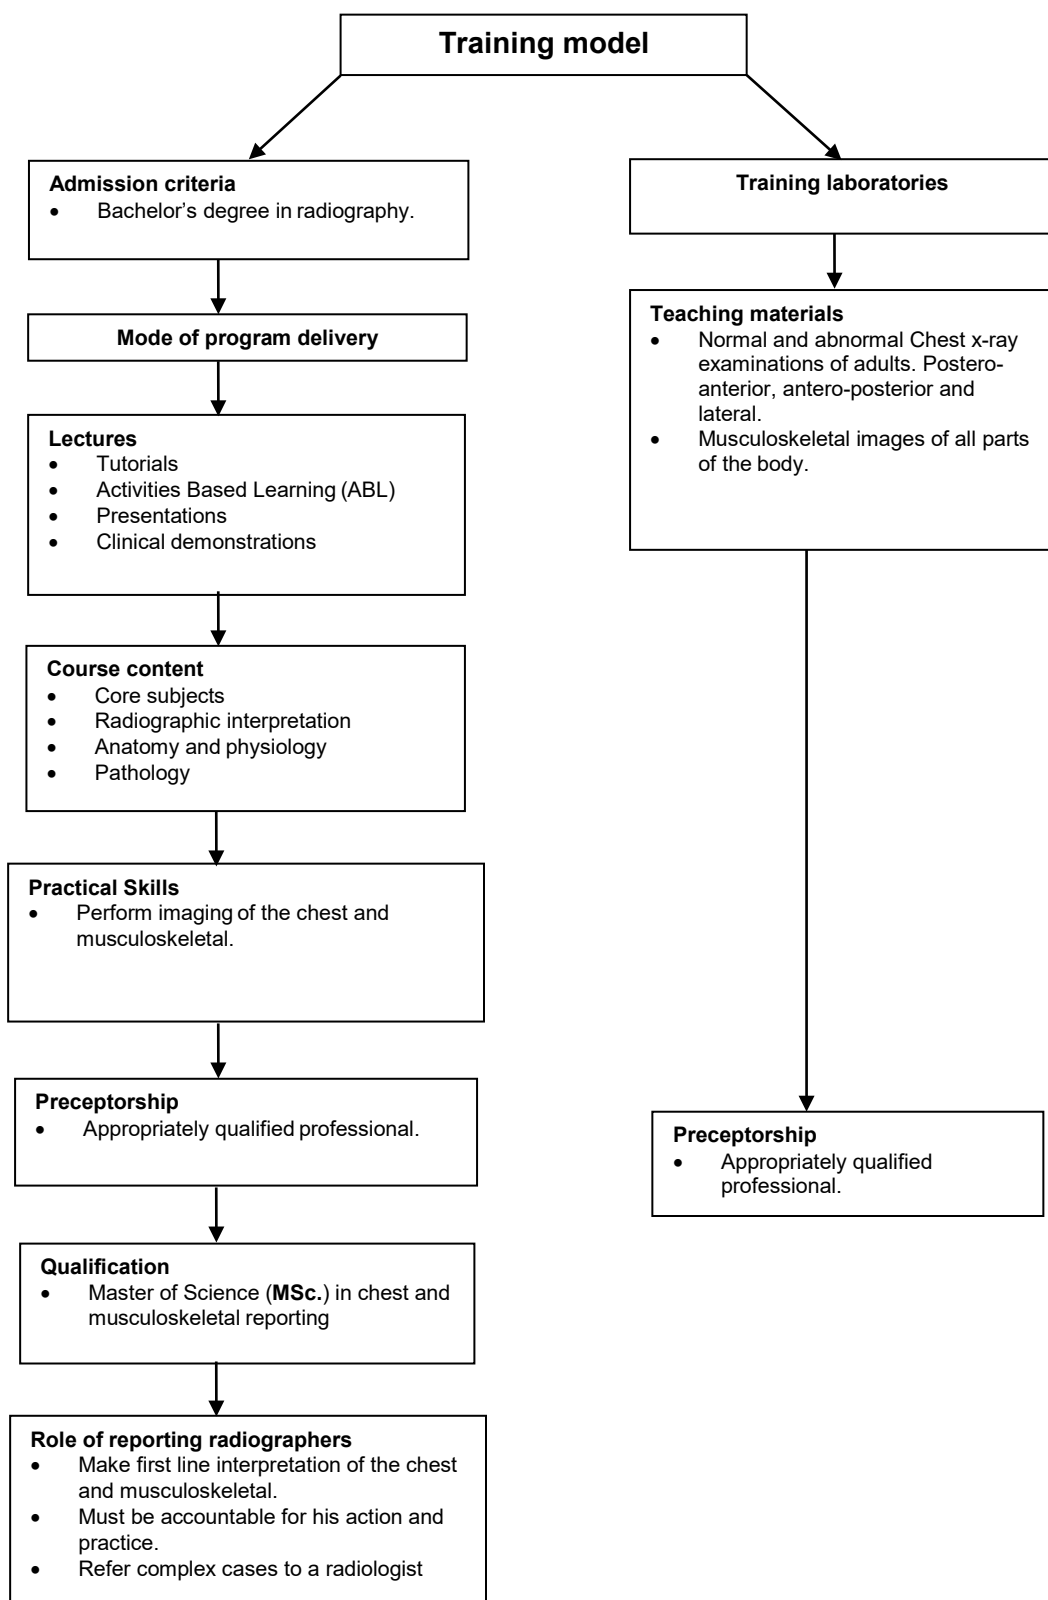 Training model
Admission criteria
• Bachelor's degree in radiography.
Mode of program delivery
Lectures
• Tutorials
• Activities Based Learning (ABL)
• Presentations
• Clinical demonstrations
Course content
• Core subjects
• Radiographic interpretation
• Anatomy and physiology
• Pathology
Practical Skills
• Perform imaging of the chest and
musculoskeletal.
Preceptorship
• Appropriately qualified professional.
Qualification
• Master of Science (MSc.) in chest and
musculoskeletal reporting
Role of reporting radiographers
• Make first line interpretation of the chest
and musculoskeletal.
• Must be accountable for his action and
practice.
• Refer complex cases to a radiologist
Training laboratories
Teaching materials
• Normal and abnormal Chest x-ray
examinations of adults. Postero-
anterior, antero-posterior and
lateral.
• Musculoskeletal images of all parts
of the body.
Preceptorship
• Appropriately qualified
professional.